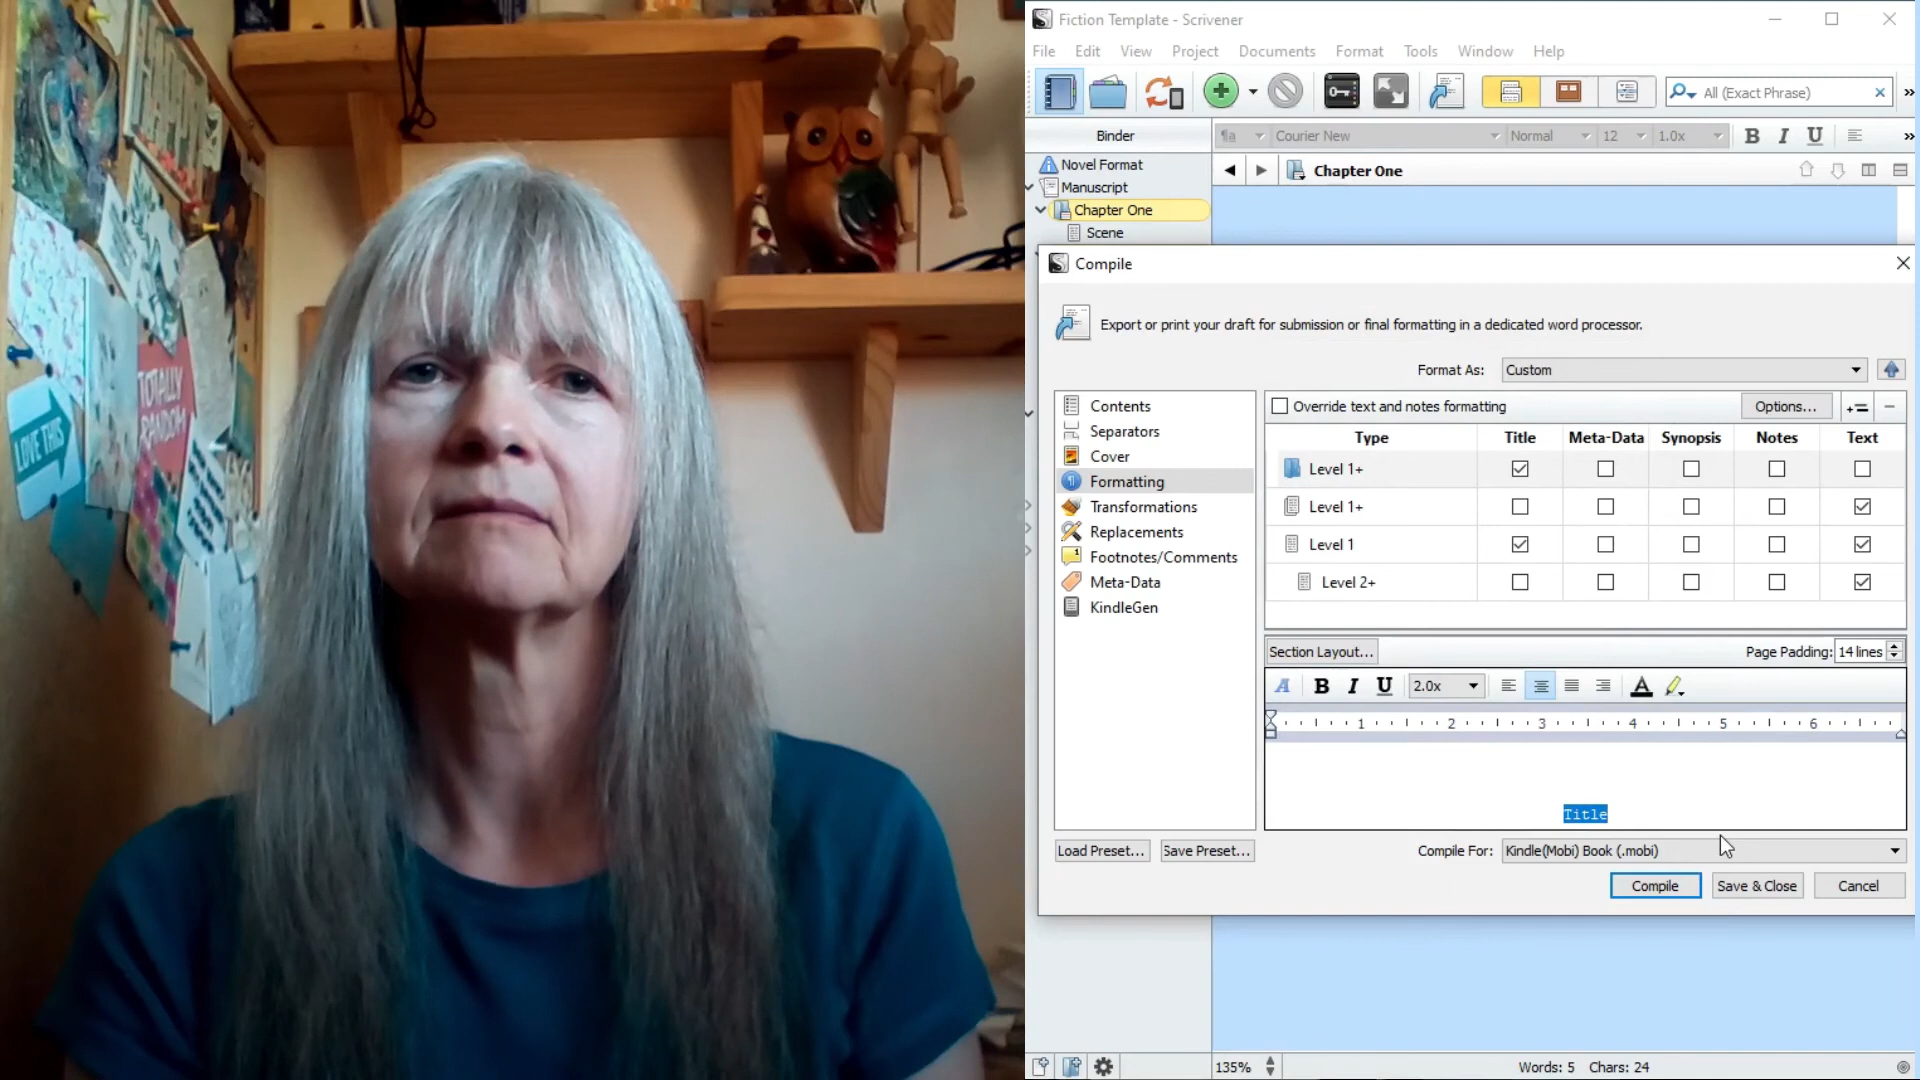 HAPPY
TOTALLY
RANDOM
LOVE THIS
Fiction Template - Scrivener
File Edit View Project Documents Format Tools Window Help
All (Exact Phrase)
Binder
Courier New Normal 12 1.0x B I U
Novel Format
Manuscript
Chapter One
Scene
Chapter One
Compile
Export or print your draft for submission or final formatting in a dedicated word processor.
Format As: Custom
Contents
Separators
Cover
Formatting
Transformations
Replacements
Footnotes/Comments
Meta-Data
KindleGen
Override text and notes formatting Options...
Type Title Meta-Data Synopsis Notes Text
Level 1+
Level 1+
Level 1
Level 2+
Section Layout... Page Padding: 14 lines
A B I U 2.0x A
1 2 3 4 5 6
Title
Load Preset... Save Preset... Compile For: Kindle(Mobi) Book (.mobi)
Compile Save & Close Cancel
135% Words: 5 Chars: 24